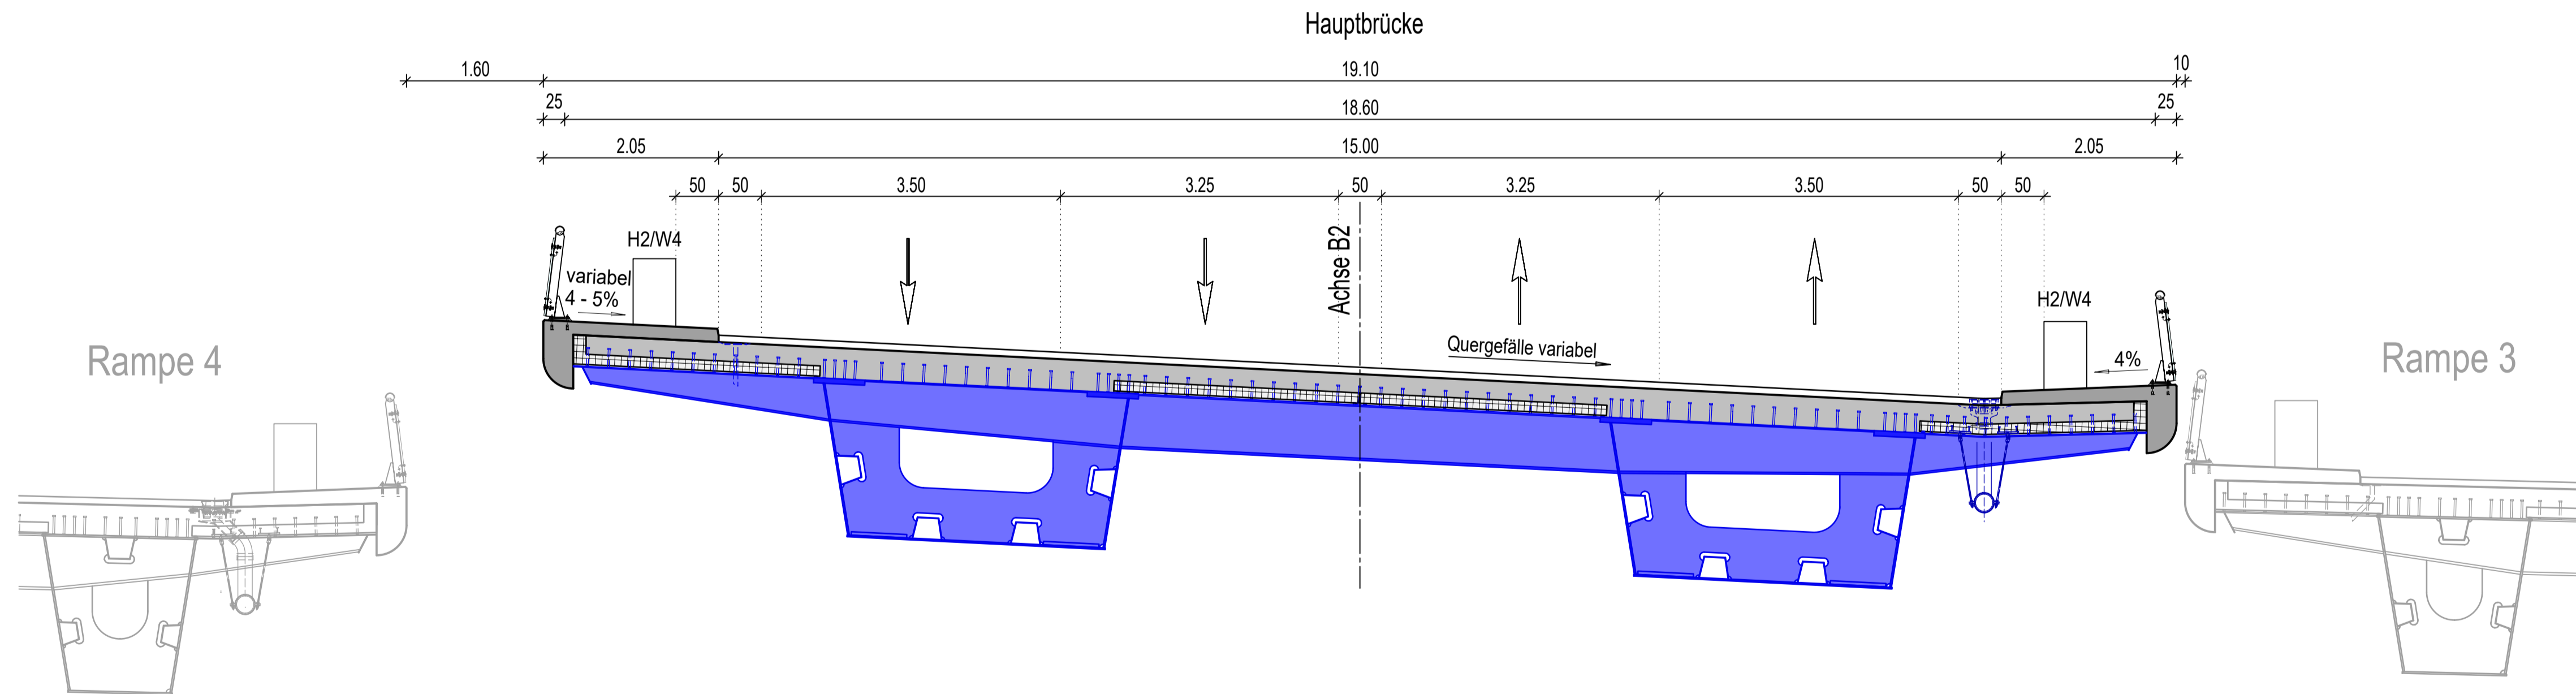 Hauptbrücke
1.60 19.10 10
25 18.60 25
2.05 15.00 2.05
50 50 3.50 3.25 50 3.25 3.50 50 50
H2/W4
variabel
4 - 5%
Achse B2
Quergefälle variabel
H2/W4
4%
Rampe 4
Rampe 3